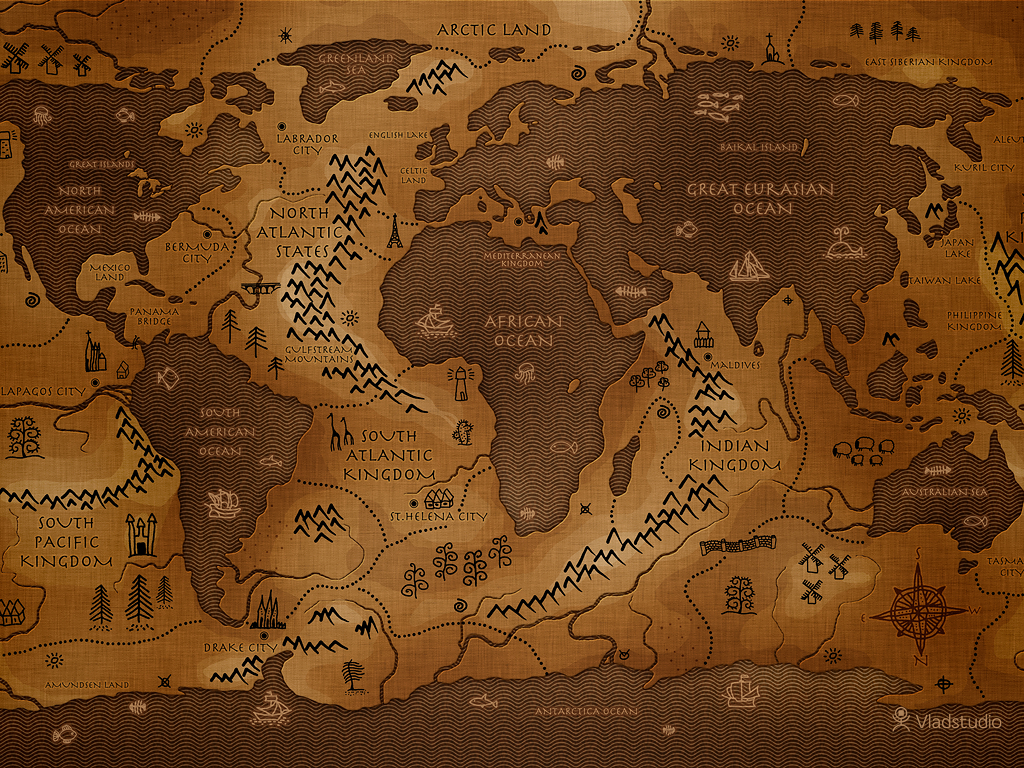 ARCTIC LAND
GREENLAND
SEA
EAST SIBERIAN KINGDOM
LABRADOR
CITY
ENGLISH LAKE
CELTIC
LAND
BAIKAL ISLAND
KURIL CITY
GREAT ISLANDS
NORTH
AMERICAN
OCEAN
GREAT EURASIAN
OCEAN
NORTH
ATLANTIC
STATES
BERMUDA
CITY
MEDITERRANEAN
KINGDOM
JAPAN
LAKE
MEXICO
LAND
TAIWAN LAKE
PANAMA
BRIDGE
AFRICAN
OCEAN
PHILIPPINE
KINGDOM
GULFSTREAM
MOUNTAINS
MALDIVES
LAPAGOS CITY
SOUTH
AMERICAN
OCEAN
SOUTH
ATLANTIC
KINGDOM
INDIAN
KINGDOM
AUSTRALIAN SEA
ST.HELENA CITY
SOUTH
PACIFIC
KINGDOM
TASMA
CITY
S
E
W
N
DRAKE CITY
AMUNDSEN LAND
ANTARCTICA OCEAN
Vladstudio